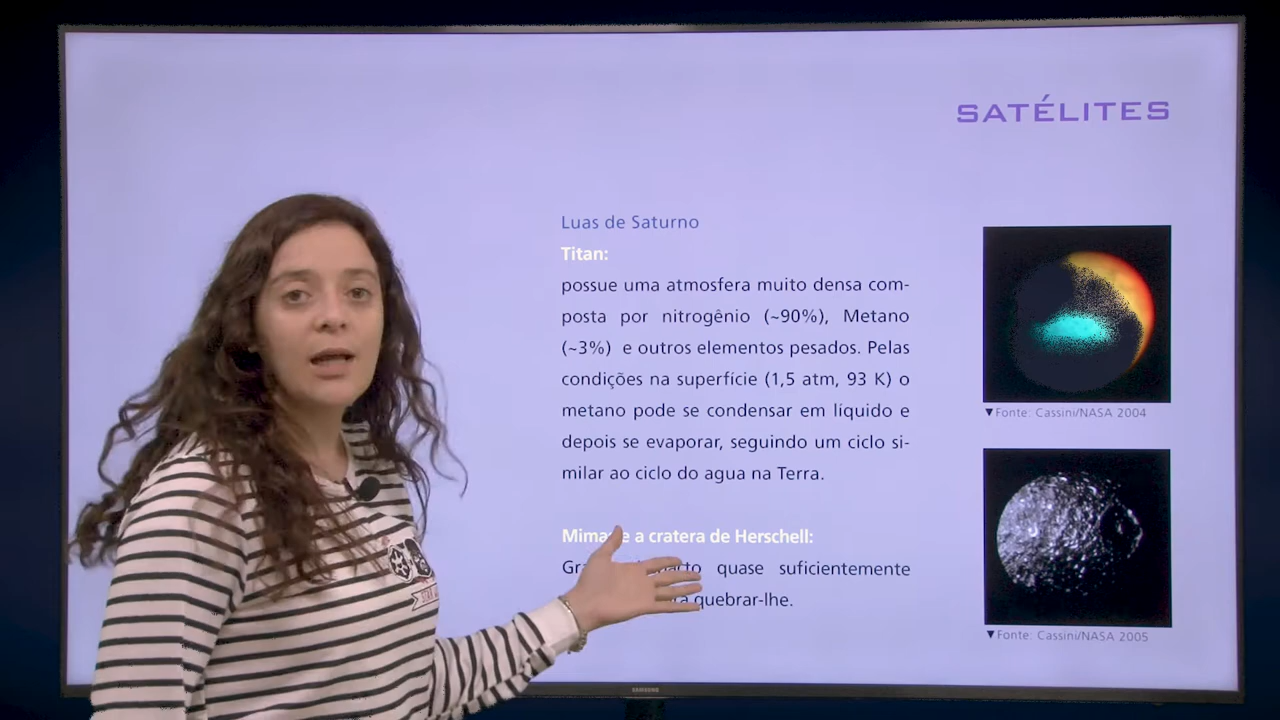 SATÉLITES
Luas de Saturno
Titan:
possue uma atmosfera muito densa com-
posta por nitrogênio (~90%), Metano
(~3%) e outros elementos pesados. Pelas
condições na superfície (1,5 atm, 93 K) o
metano pode se condensar em líquido e
depois se evaporar, seguindo um ciclo si-
milar ao ciclo do agua na Terra.
▼Fonte: Cassini/NASA 2004
e a cratera de Herschell:
quase suficientemente
quebrar-lhe.
▼Fonte: Cassini/NASA 2005
STAR
SAMSUNG